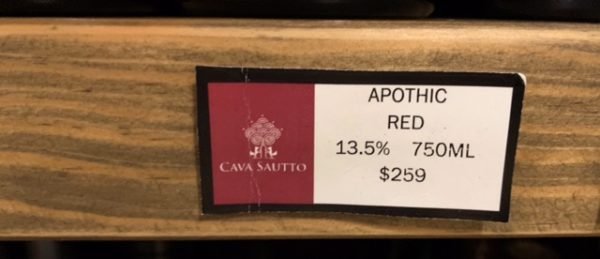 CAVA SAUTTO
APOTHIC
RED
13.5% 750ML
$259